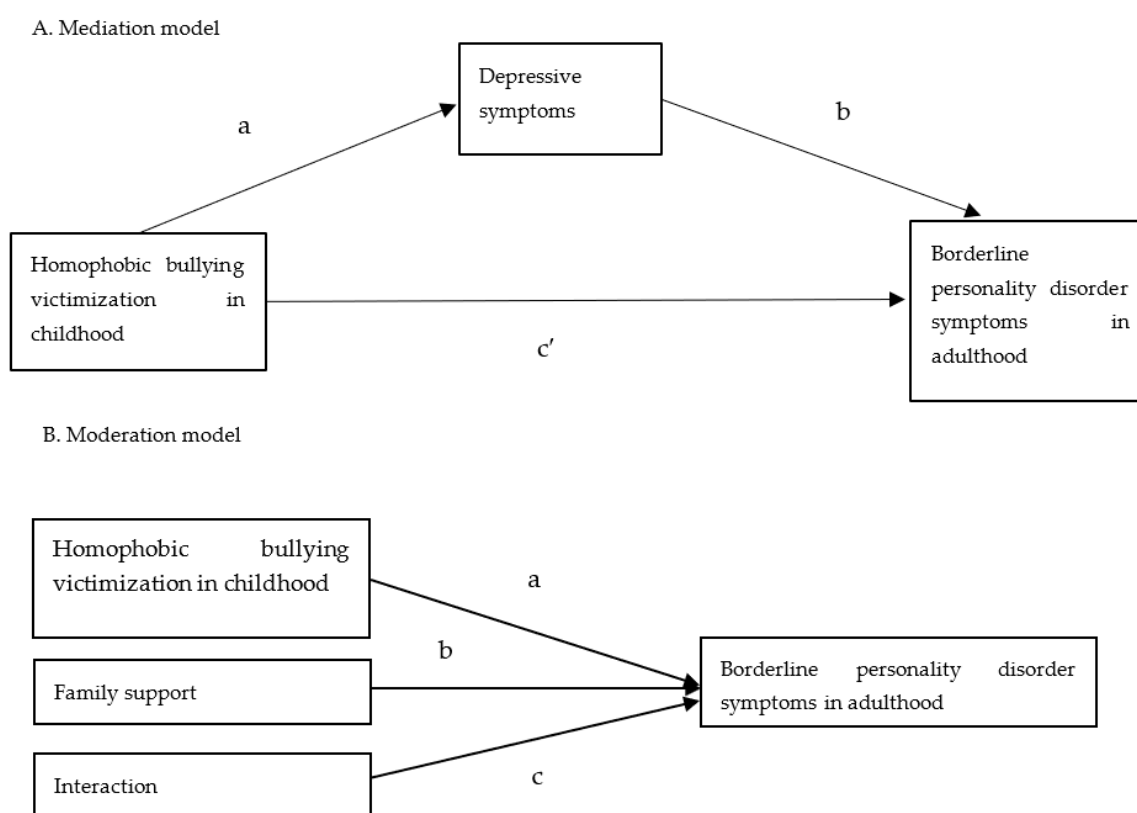 A. Mediation model
Depressive
symptoms
a
b
Homophobic bullying
victimization in
childhood
Borderline
personality disorder
symptoms in
adulthood
c′
B. Moderation model
Homophobic bullying
victimization in childhood
a
b
Family support
Borderline personality disorder
symptoms in adulthood
Interaction
c